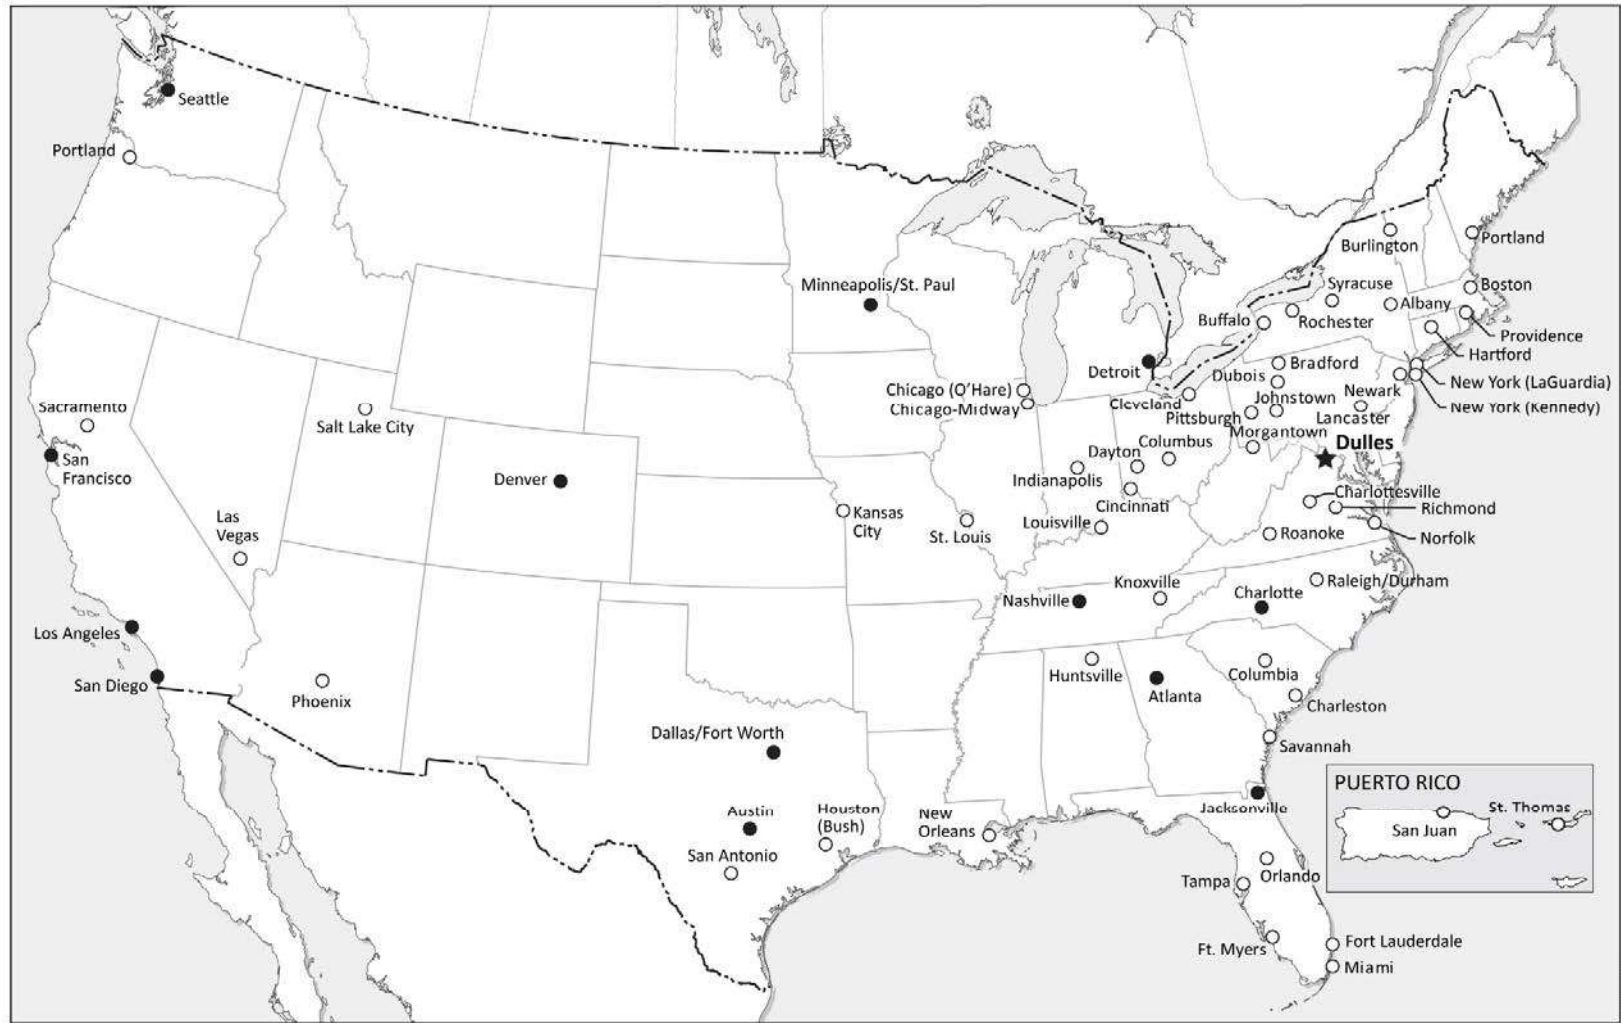 Seattle
Portland
Burlington
Portland
Minneapolis/St. Paul
Syracuse
Boston
Albany
Buffalo
Rochester
Providence
Hartford
Detroit
Bradford
Dubois
New York (LaGuardia)
Chicago (O'Hare)
Newark
Chicago-Midway
Cleveland
Johnstown
New York (Kennedy)
Pittsburgh
Lancaster
Sacramento
Salt Lake City
Morgantown
Dulles
Columbus
Dayton
San
Francisco
Denver
Indianapolis
Charlottesville
Cincinnati
Richmond
Las
Vegas
Kansas
City
St. Louis
Louisville
Roanoke
Norfolk
Knoxville
Raleigh/Durham
Nashville
Charlotte
Los Angeles
Huntsville
Columbia
San Diego
Phoenix
Atlanta
Charleston
Dallas/Fort Worth
Savannah
PUERTO RICO
Austin
Houston
(Bush)
New
Orleans
Jacksonville
St. Thomas
San Juan
San Antonio
Tampa
Orlando
Ft. Myers
Fort Lauderdale
Miami